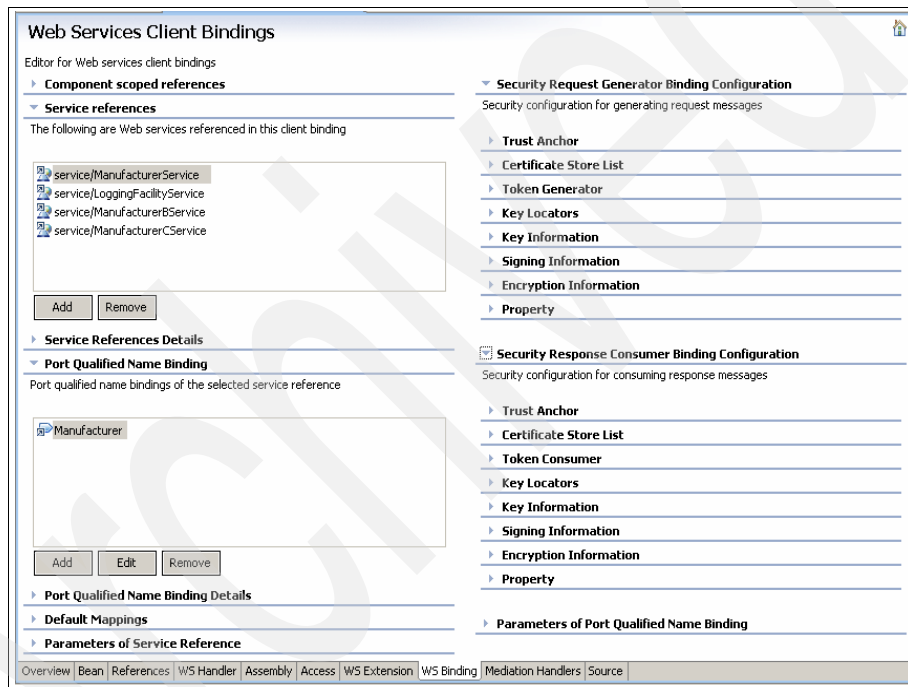 Web Services Client Bindings
Editor for Web services client bindings
Component scoped references
Service references
The following are Web services referenced in this client binding
service/ManufacturerService
service/LoggingFacilityService
service/ManufacturerBService
service/ManufacturerCService
Add Remove
Service References Details
Port Qualified Name Binding
Port qualified name bindings of the selected service reference
Manufacturer
Add Edit Remove
Port Qualified Name Binding Details
Default Mappings
Parameters of Service Reference
Security Request Generator Binding Configuration
Security configuration for generating request messages
Trust Anchor
Certificate Store List
Token Generator
Key Locators
Key Information
Signing Information
Encryption Information
Property
Security Response Consumer Binding Configuration
Security configuration for consuming response messages
Trust Anchor
Certificate Store List
Token Consumer
Key Locators
Key Information
Signing Information
Encryption Information
Property
Parameters of Port Qualified Name Binding
Overview Bean References WS Handler Assembly Access WS Extension WS Binding Mediation Handlers Source